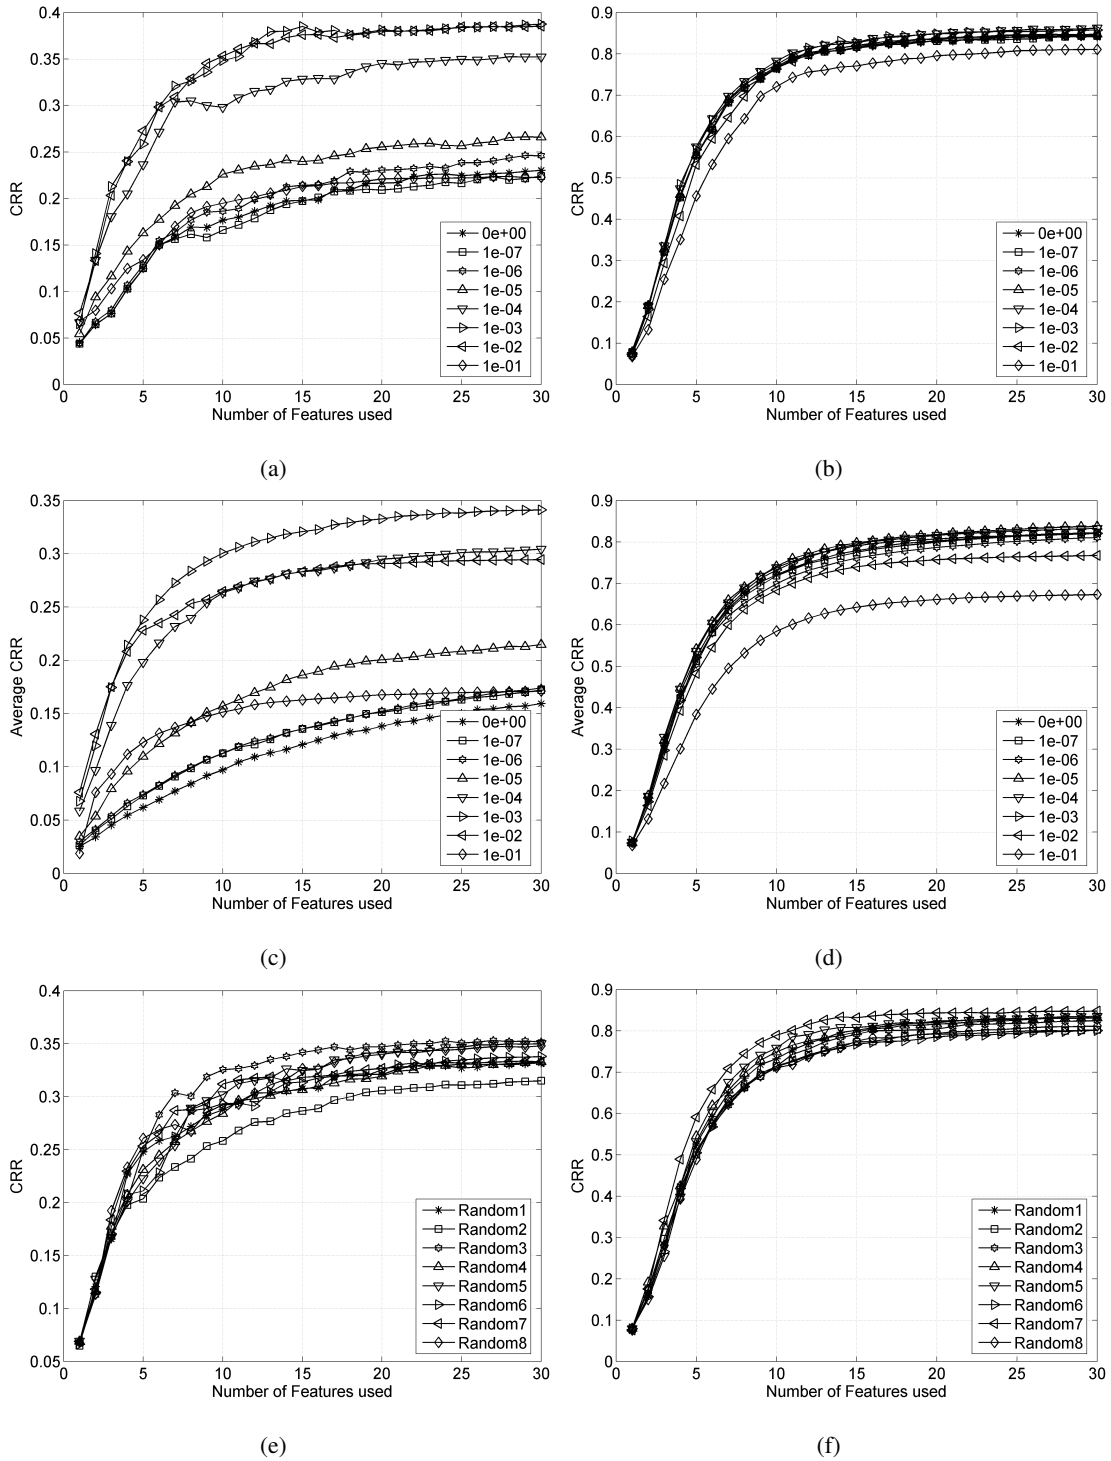 0.4
0.35
0.3
0.25
0.2
0.15
0.1
0.05
0
CRR
0 5 10 15 20 25 30
Number of Features used
0e+00
1e-07
1e-06
1e-05
1e-04
1e-03
1e-02
1e-01
(a)
0.9
0.8
0.7
0.6
0.5
0.4
0.3
0.2
0.1
0
CRR
0 5 10 15 20 25 30
Number of Features used
0e+00
1e-07
1e-06
1e-05
1e-04
1e-03
1e-02
1e-01
(b)
0.35
0.3
0.25
0.2
0.15
0.1
0.05
0
Average CRR
0 5 10 15 20 25 30
Number of Features used
0e+00
1e-07
1e-06
1e-05
1e-04
1e-03
1e-02
1e-01
(c)
0.9
0.8
0.7
0.6
0.5
0.4
0.3
0.2
0.1
0
Average CRR
0 5 10 15 20 25 30
Number of Features used
0e+00
1e-07
1e-06
1e-05
1e-04
1e-03
1e-02
1e-01
(d)
0.4
0.35
0.3
0.25
0.2
0.15
0.1
0.05
CRR
0 5 10 15 20 25 30
Number of Features used
Random1
Random2
Random3
Random4
Random5
Random6
Random7
Random8
(e)
0.9
0.8
0.7
0.6
0.5
0.4
0.3
0.2
0.1
0
CRR
0 5 10 15 20 25 30
Number of Features used
Random1
Random2
Random3
Random4
Random5
Random6
Random7
Random8
(f)